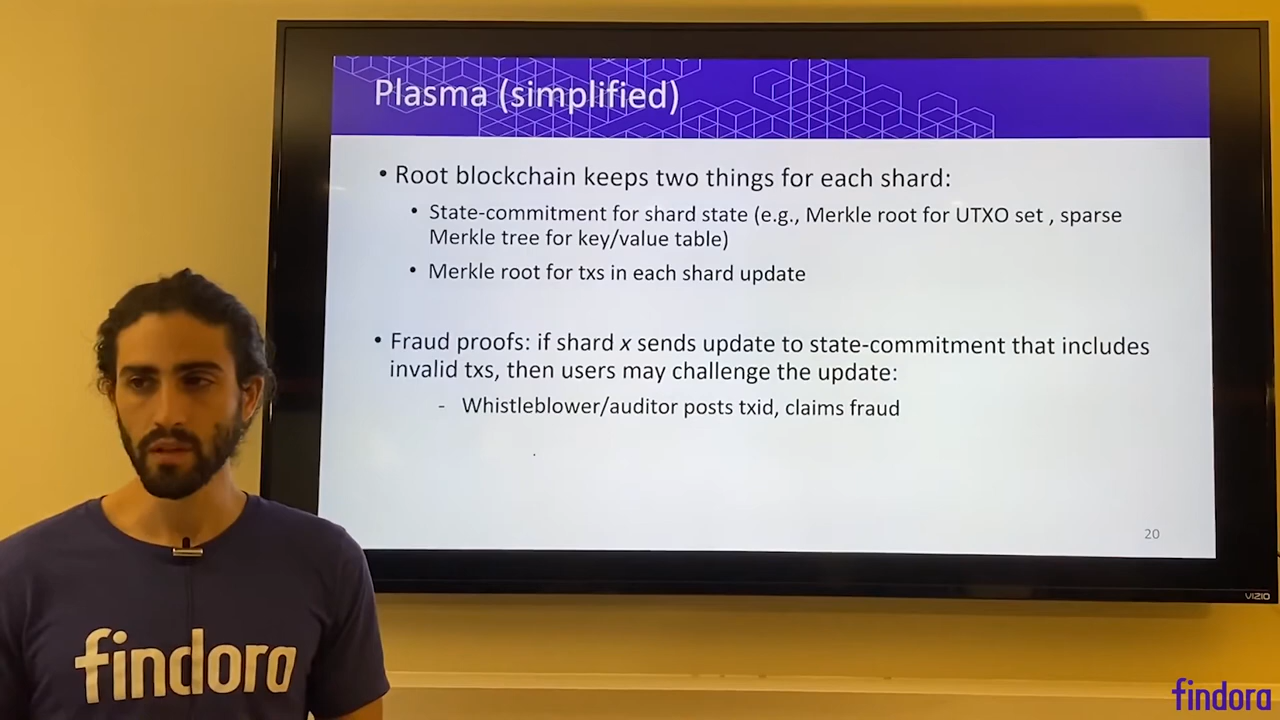 Plasma (simplified)
• Root blockchain keeps two things for each shard:
• State-commitment for shard state (e.g., Merkle root for UTXO set , sparse
Merkle tree for key/value table)
• Merkle root for txs in each shard update
• Fraud proofs: if shard x sends update to state-commitment that includes
invalid txs, then users may challenge the update:
- Whistleblower/auditor posts txid, claims fraud
20
VIZIO
findora
findora